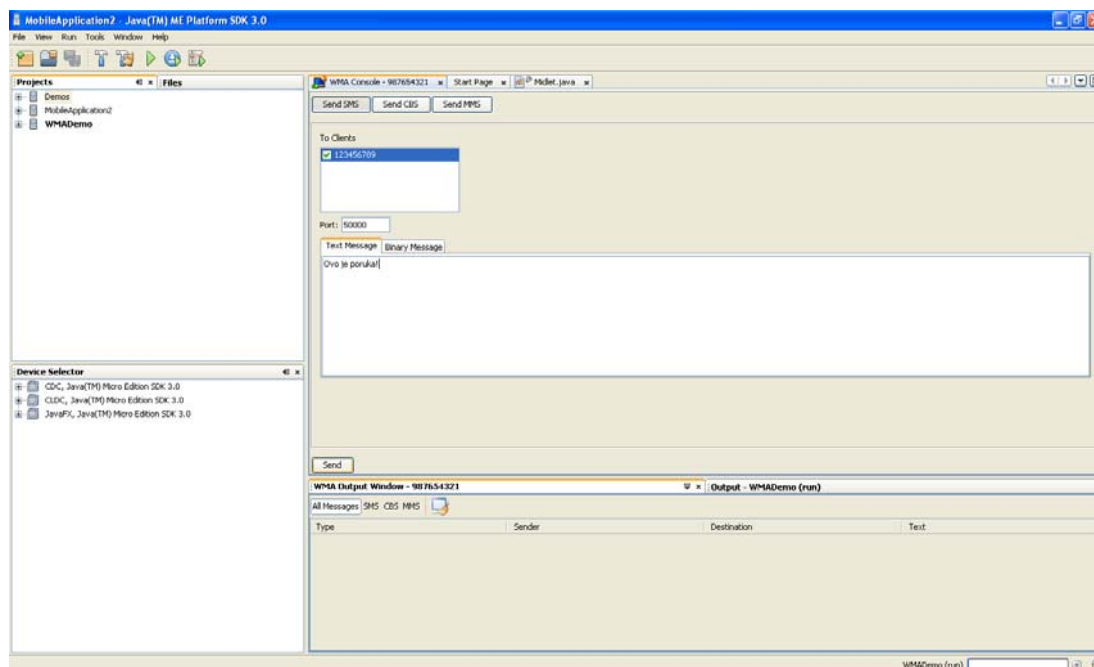 MobileApplication2 - Java(TM) ME Platform SDK 3.0
File View Run Tools Window Help
Projects
Files
Demos
MobileApplication2
WMADemo
WMA Console - 987654321
Start Page
Midlet.java
Send SMS
Send CBS
Send MMS
To Clients
123456789
Port: 50000
Text Message
Binary Message
Ovo je poruka!
Send
Device Selector
CDC, Java(TM) Micro Edition SDK 3.0
CLDC, Java(TM) Micro Edition SDK 3.0
JavaFX, Java(TM) Micro Edition SDK 3.0
WMA Output Window - 987654321
Output - WMADemo (run)
All Messages SMS CBS MMS
Type Sender Destination Text
WMADemo (run)